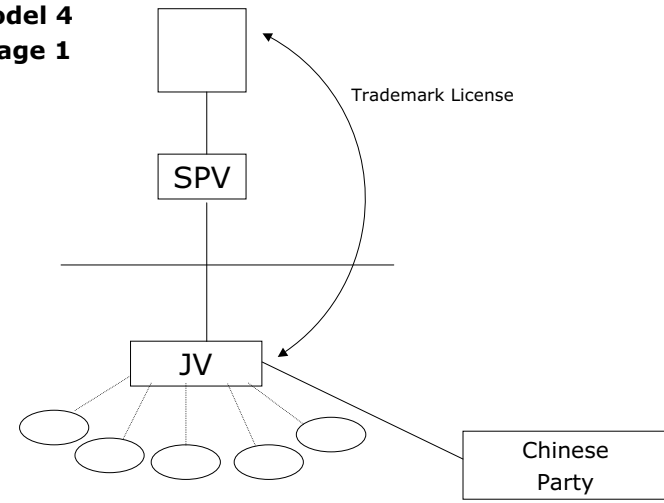 odel 4
age 1
Trademark License
SPV
JV
Chinese
Party